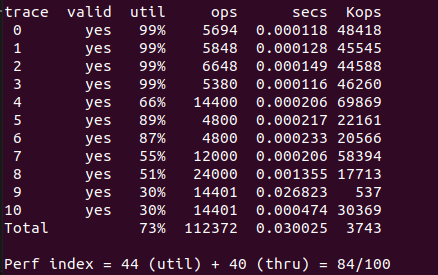 trace valid util ops secs Kops
0 yes 99% 5694 0.000118 48418
1 yes 99% 5848 0.000128 45545
2 yes 99% 6648 0.000149 44588
3 yes 99% 5380 0.000116 46260
4 yes 66% 14400 0.000206 69869
5 yes 89% 4800 0.000217 22161
6 yes 87% 4800 0.000233 20566
7 yes 55% 12000 0.000206 58394
8 yes 51% 24000 0.001355 17713
9 yes 30% 14401 0.026823 537
10 yes 30% 14401 0.000474 30369
Total 73% 112372 0.030025 3743
Perf index = 44 (util) + 40 (thru) = 84/100